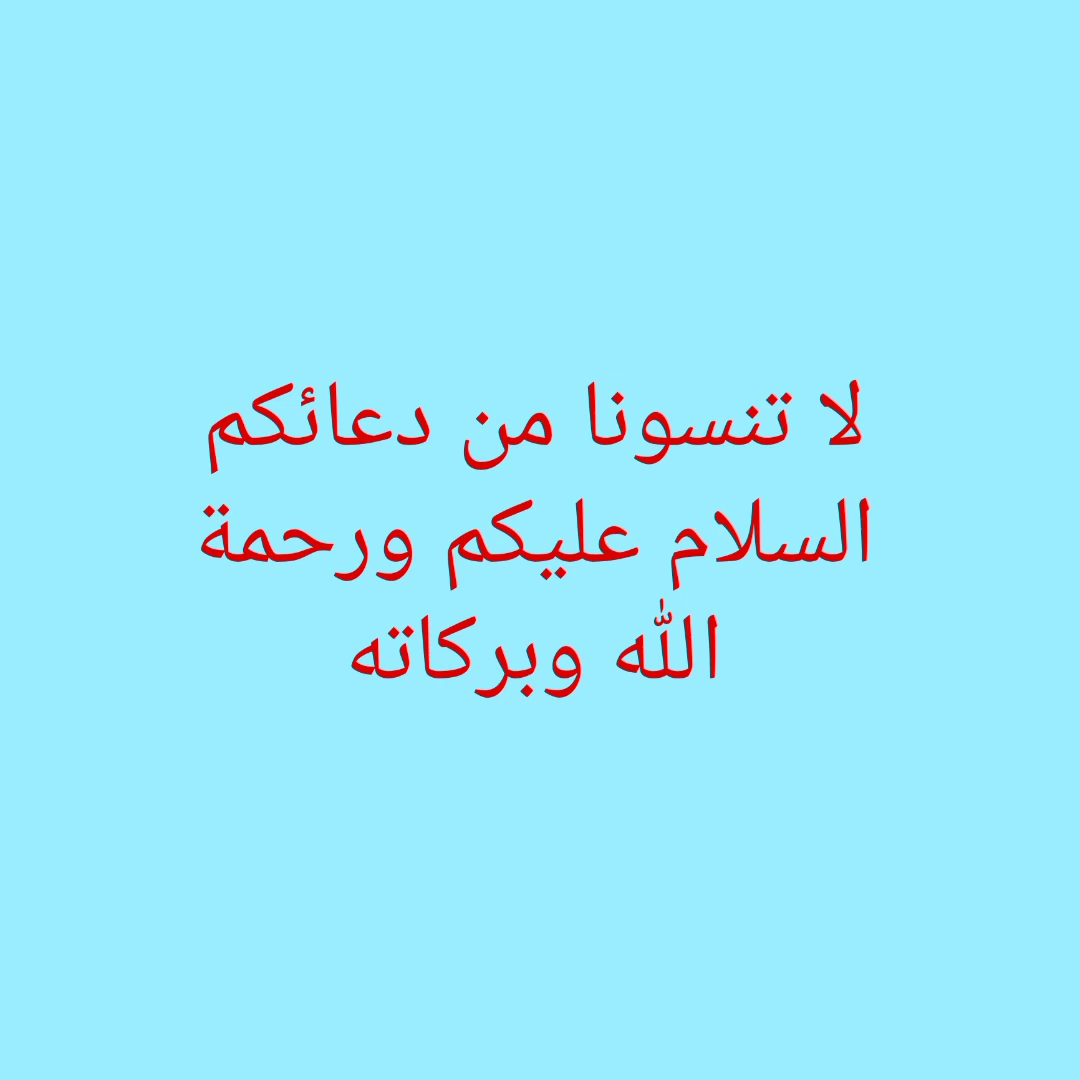 لا تنسونا من دعائكم
السلام عليكم ورحمة
الله وبركاته